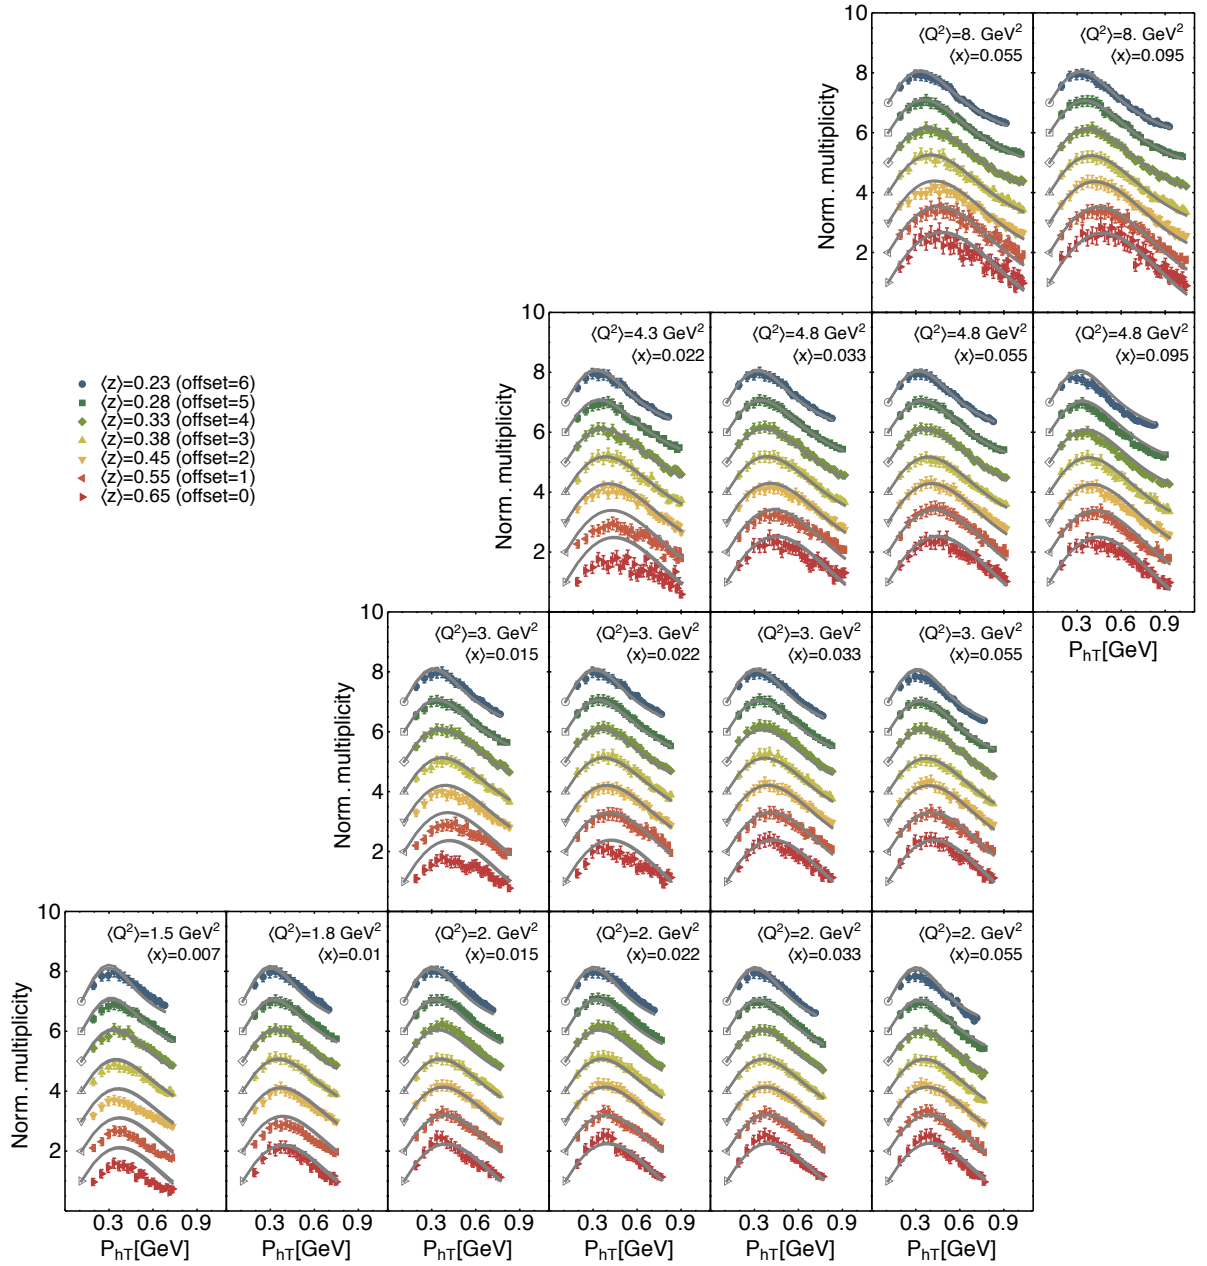 10
⟨Q²⟩=8. GeV²
⟨x⟩=0.055
⟨Q²⟩=8. GeV²
⟨x⟩=0.095
8
6
4
2
Norm. multiplicity
10
⟨Q²⟩=4.3 GeV²
⟨x⟩=0.022
⟨Q²⟩=4.8 GeV²
⟨x⟩=0.033
⟨Q²⟩=4.8 GeV²
⟨x⟩=0.055
⟨Q²⟩=4.8 GeV²
⟨x⟩=0.095
8
6
4
2
Norm. multiplicity
0.3 0.6 0.9
P_hT[GeV]
⟨z⟩=0.23 (offset=6)
⟨z⟩=0.28 (offset=5)
⟨z⟩=0.33 (offset=4)
⟨z⟩=0.38 (offset=3)
⟨z⟩=0.45 (offset=2)
⟨z⟩=0.55 (offset=1)
⟨z⟩=0.65 (offset=0)
10
⟨Q²⟩=3. GeV²
⟨x⟩=0.015
⟨Q²⟩=3. GeV²
⟨x⟩=0.022
⟨Q²⟩=3. GeV²
⟨x⟩=0.033
⟨Q²⟩=3. GeV²
⟨x⟩=0.055
8
6
4
2
Norm. multiplicity
10
⟨Q²⟩=1.5 GeV²
⟨x⟩=0.007
⟨Q²⟩=1.8 GeV²
⟨x⟩=0.01
⟨Q²⟩=2. GeV²
⟨x⟩=0.015
⟨Q²⟩=2. GeV²
⟨x⟩=0.022
⟨Q²⟩=2. GeV²
⟨x⟩=0.033
⟨Q²⟩=2. GeV²
⟨x⟩=0.055
8
6
4
2
Norm. multiplicity
0.3 0.6 0.9
0.3 0.6 0.9
0.3 0.6 0.9
0.3 0.6 0.9
0.3 0.6 0.9
0.3 0.6 0.9
P_hT[GeV]
P_hT[GeV]
P_hT[GeV]
P_hT[GeV]
P_hT[GeV]
P_hT[GeV]